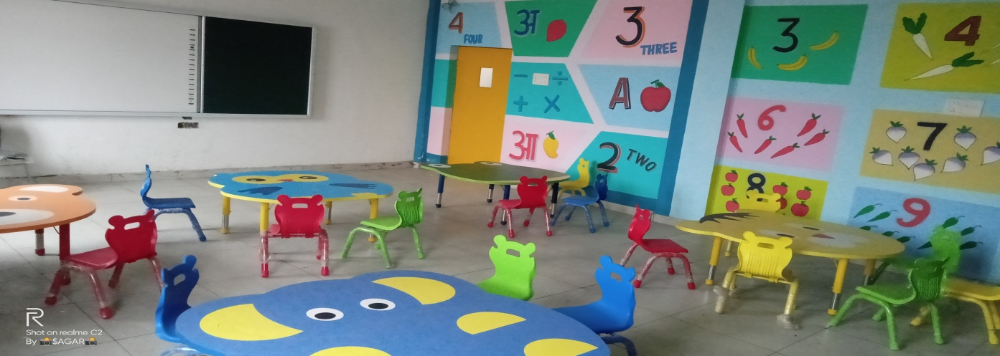 4
FOUR
अ
3
THREE
- ÷
+ ×
A
आ
2 TWO
3
4
6
7
8
9
R
Shot on realme C2
By 📸$AGAR📸